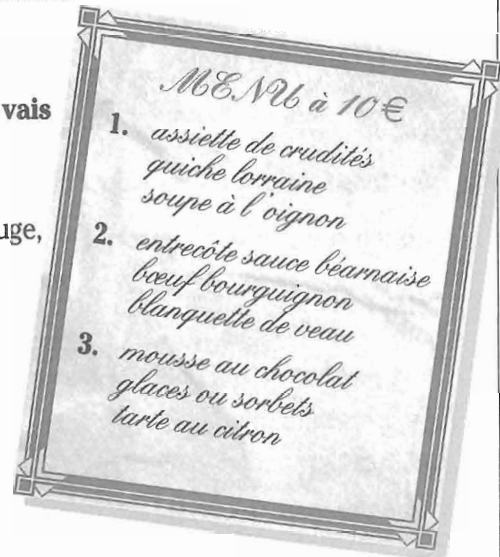 vais
uge,
MENU à 10 €
1. assiette de crudités
quiche lorraine
soupe à l'oignon
2. entrecôte sauce béarnaise
bœuf bourguignon
blanquette de veau
3. mousse au chocolat
glaces ou sorbets
tarte au citron